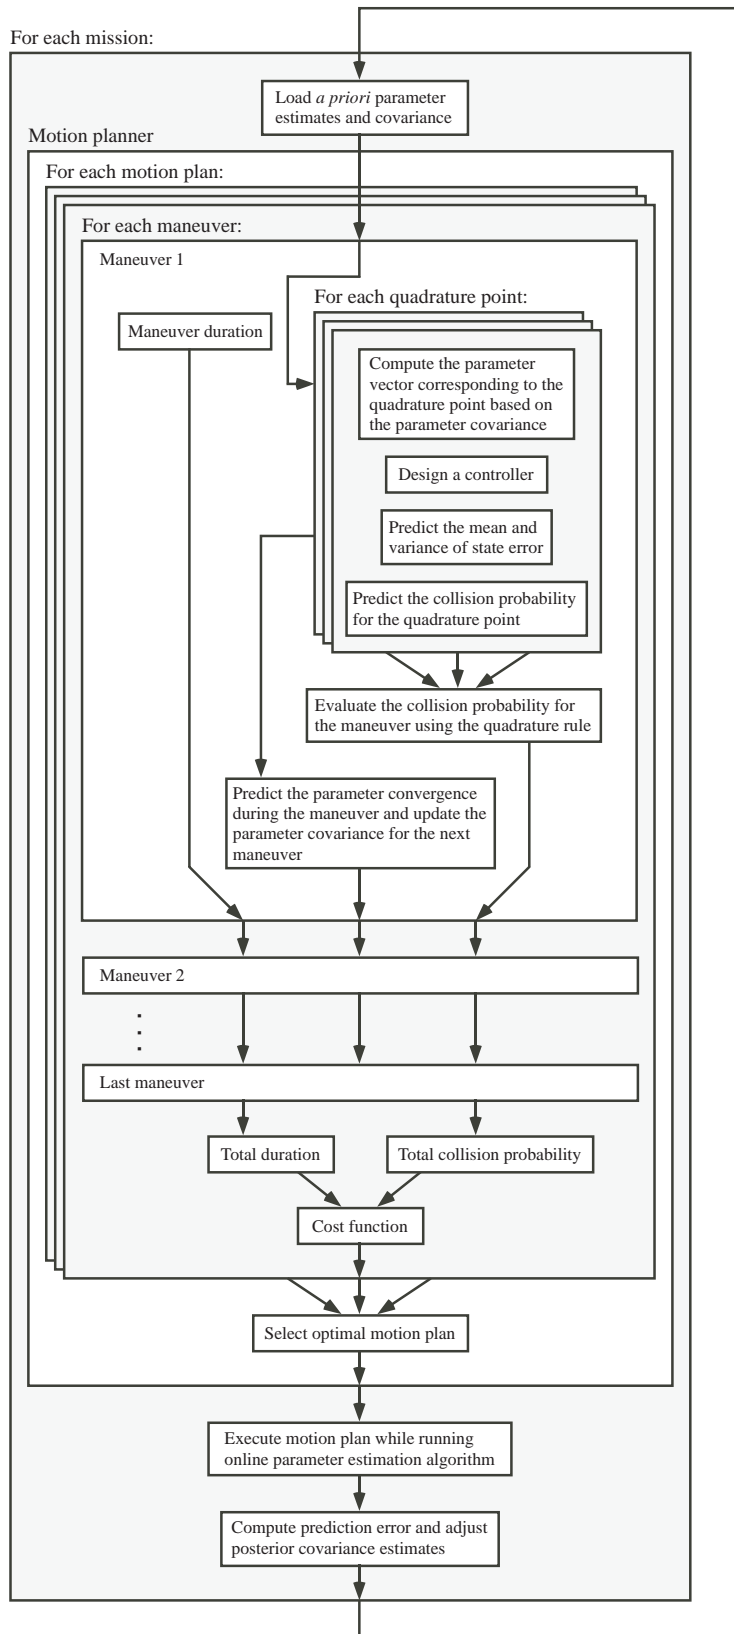 For each mission:
Load a priori parameter
estimates and covariance
Motion planner
For each motion plan:
For each maneuver:
Maneuver 1
For each quadrature point:
Maneuver duration
Compute the parameter
vector corresponding to the
quadrature point based on
the parameter covariance
Design a controller
Predict the mean and
variance of state error
Predict the collision probability
for the quadrature point
Evaluate the collision probability for
the maneuver using the quadrature rule
Predict the parameter convergence
during the maneuver and update the
parameter covariance for the next
maneuver
Maneuver 2
Last maneuver
Total duration
Total collision probability
Cost function
Select optimal motion plan
Execute motion plan while running
online parameter estimation algorithm
Compute prediction error and adjust
posterior covariance estimates